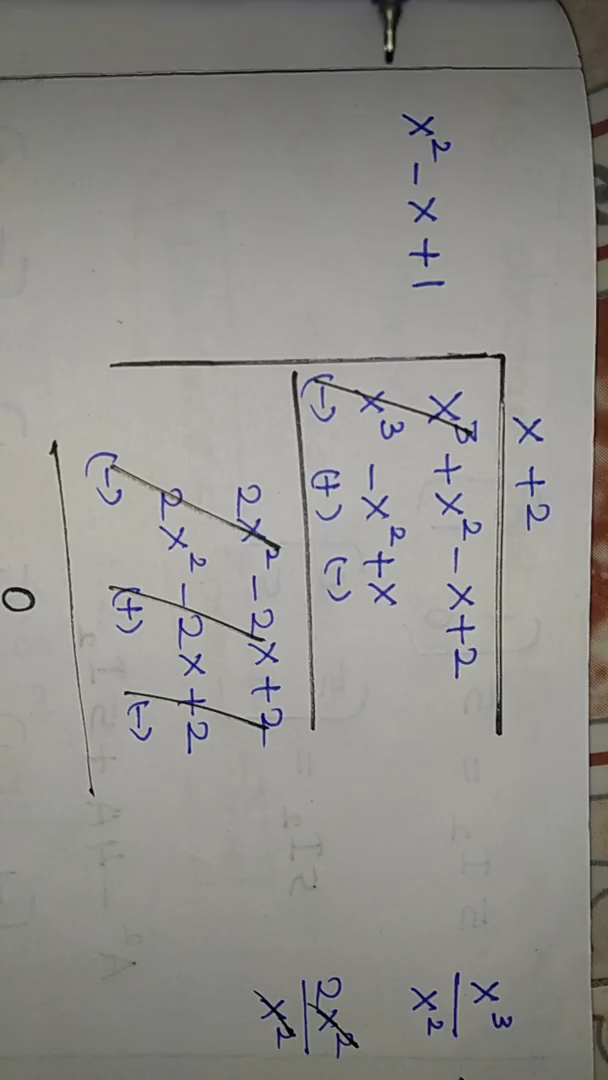 x + 2
x² - x + 1
x³ + x² - x + 2
x³ - x² + x
(-) (+) (-)
2x² - 2x + 2
2x² - 2x + 2
(-) (+) (-)
0
x³
x²
2x²
x²